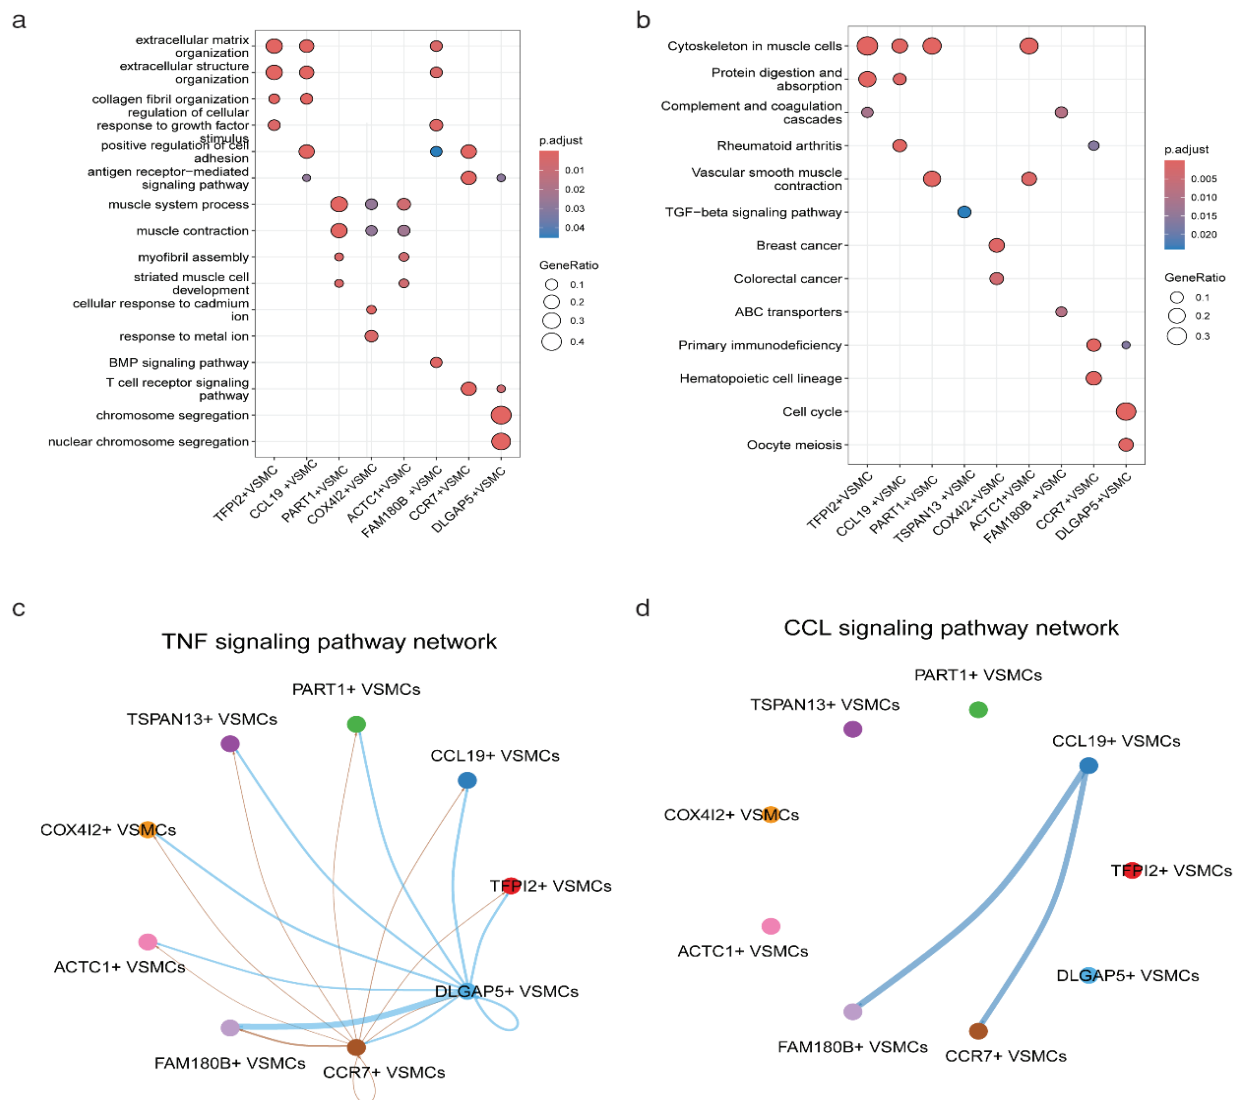 a
extracellular matrix
organization
extracellular structure
organization
collagen fibril organization
regulation of cellular
response to growth factor
stimulus
positive regulation of cell
adhesion
antigen receptor−mediated
signaling pathway
muscle system process
muscle contraction
myofibril assembly
striated muscle cell
development
cellular response to cadmium
ion
response to metal ion
BMP signaling pathway
T cell receptor signaling
pathway
chromosome segregation
nuclear chromosome segregation
TFPI2+VSMC
CCL19 +VSMC
PART1+VSMC
COX4I2+VSMC
ACTC1+VSMC
FAM180B +VSMC
CCR7+VSMC
DLGAP5+VSMC
p.adjust
0.01
0.02
0.03
0.04
GeneRatio
0.1
0.2
0.3
0.4
b
Cytoskeleton in muscle cells
Protein digestion and
absorption
Complement and coagulation
cascades
Rheumatoid arthritis
Vascular smooth muscle
contraction
TGF−beta signaling pathway
Breast cancer
Colorectal cancer
ABC transporters
Primary immunodeficiency
Hematopoietic cell lineage
Cell cycle
Oocyte meiosis
TFPI2+VSMC
CCL19 +VSMC
PART1+VSMC
TSPAN13 +VSMC
COX4I2+VSMC
ACTC1+VSMC
FAM180B +VSMC
CCR7+VSMC
DLGAP5+VSMC
p.adjust
0.005
0.010
0.015
0.020
GeneRatio
0.1
0.2
0.3
c
TNF signaling pathway network
PART1+ VSMCs
TSPAN13+ VSMCs
CCL19+ VSMCs
COX4I2+ VSMCs
TFPI2+ VSMCs
ACTC1+ VSMCs
DLGAP5+ VSMCs
FAM180B+ VSMCs
CCR7+ VSMCs
d
CCL signaling pathway network
PART1+ VSMCs
TSPAN13+ VSMCs
CCL19+ VSMCs
COX4I2+ VSMCs
TFPI2+ VSMCs
ACTC1+ VSMCs
DLGAP5+ VSMCs
FAM180B+ VSMCs
CCR7+ VSMCs